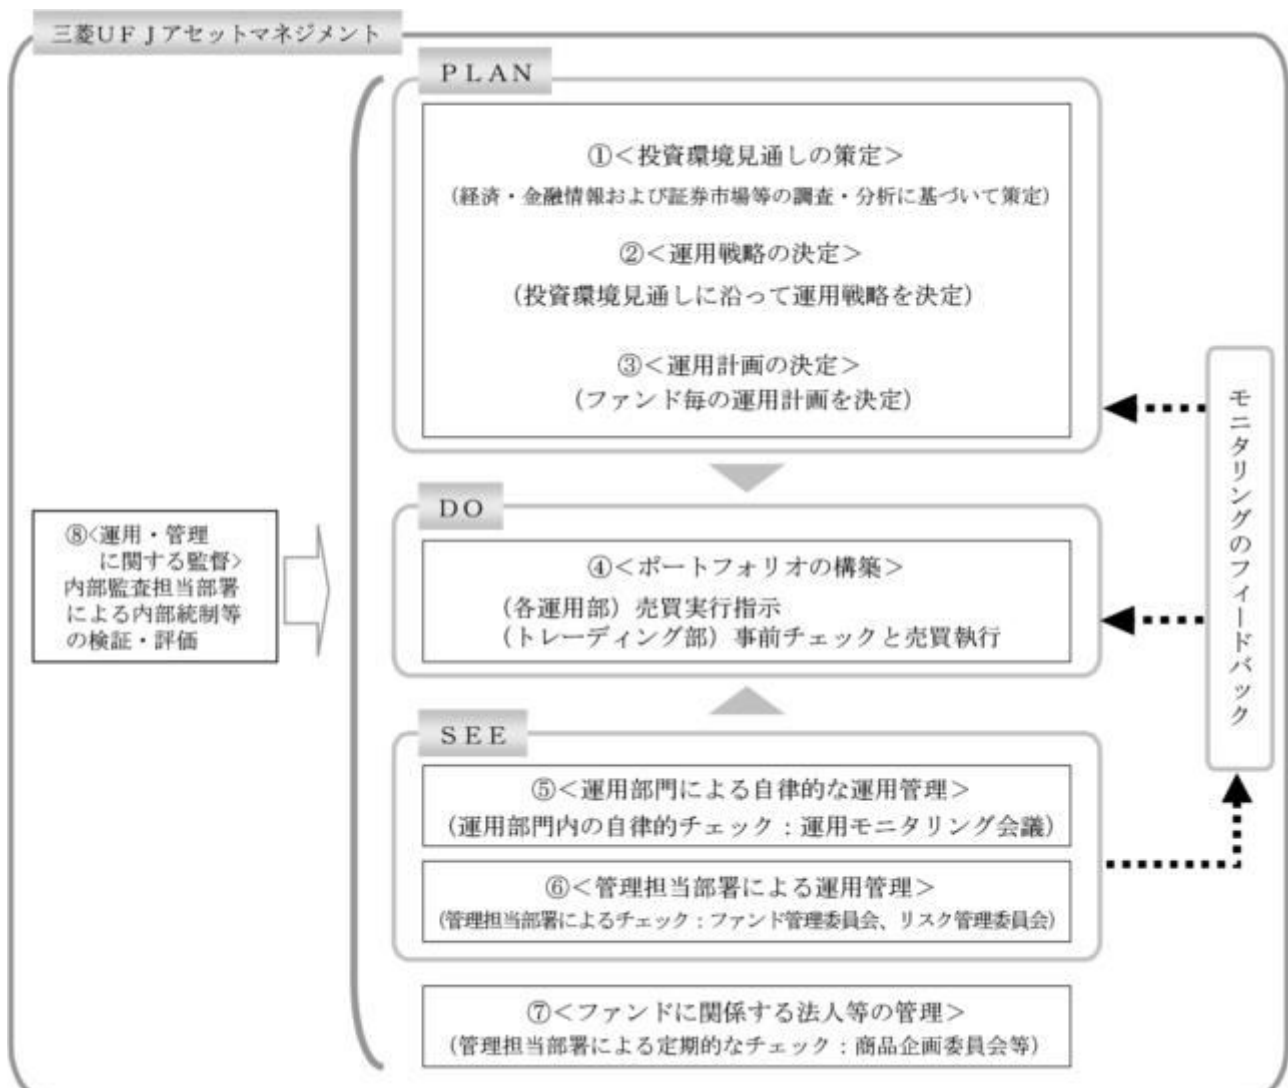 三菱ＵＦＪアセットマネジメント
ＰＬＡＮ
①＜投資環境見通しの策定＞
(経済・金融情報および証券市場等の調査・分析に基づいて策定)
②＜運用戦略の決定＞
(投資環境見通しに沿って運用戦略を決定)
③＜運用計画の決定＞
(ファンド毎の運用計画を決定)
ＤＯ
④＜ポートフォリオの構築＞
(各運用部）売買実行指示
(トレーディング部）事前チェックと売買執行
ＳＥＥ
⑤＜運用部門による自律的な運用管理＞
(運用部門内の自律的チェック：運用モニタリング会議)
⑥＜管理担当部署による運用管理＞
(管理担当部署によるチェック：ファンド管理委員会、リスク管理委員会)
⑦＜ファンドに関係する法人等の管理＞
(管理担当部署による定期的なチェック：商品企画委員会等)
⑧<運用・管理
に関する監督>
内部監査担当部署
による内部統制等
の検証・評価
モニタリングのフィードバック